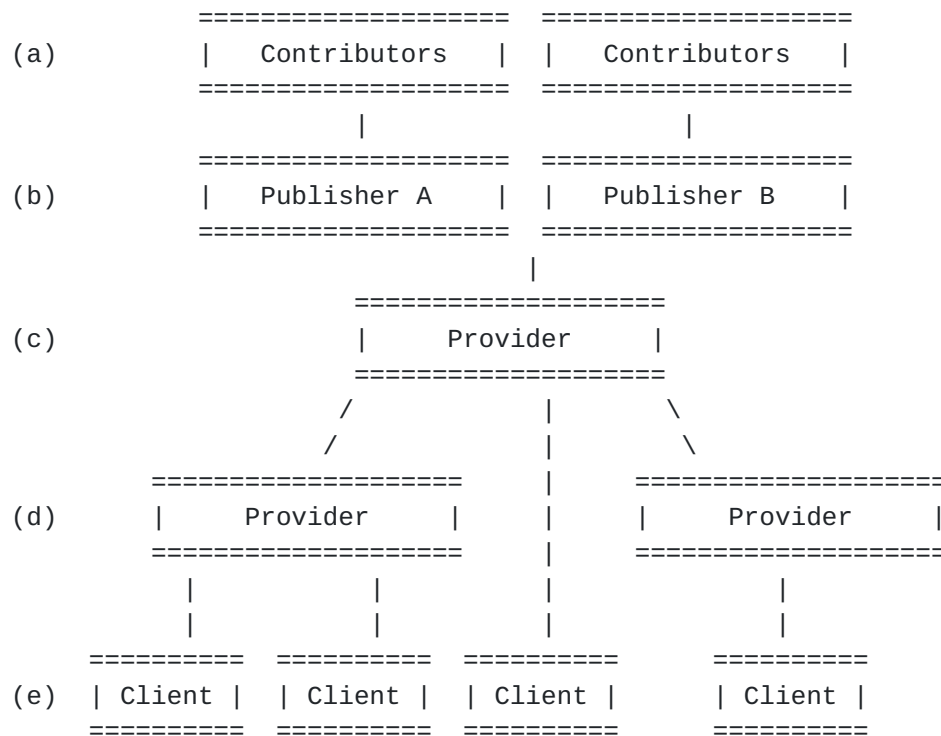 ====================  ====================
(a)         |   Contributors   |  |   Contributors   |
            ====================  ====================
                      |                    |
            ====================  ====================
(b)         |   Publisher A    |  |   Publisher B    |
            ====================  ====================
                                 |
                      ====================
(c)                   |     Provider     |
                      ====================
                     /            |       \
                    /             |        \
         ====================     |     ====================
(d)      |     Provider     |     |     |     Provider     |
         ====================     |     ====================
           |           |          |              |
           |           |          |              |
     ==========  ==========  ==========      ==========
(e)  | Client |  | Client |  | Client |      | Client |
     ==========  ==========  ==========      ==========